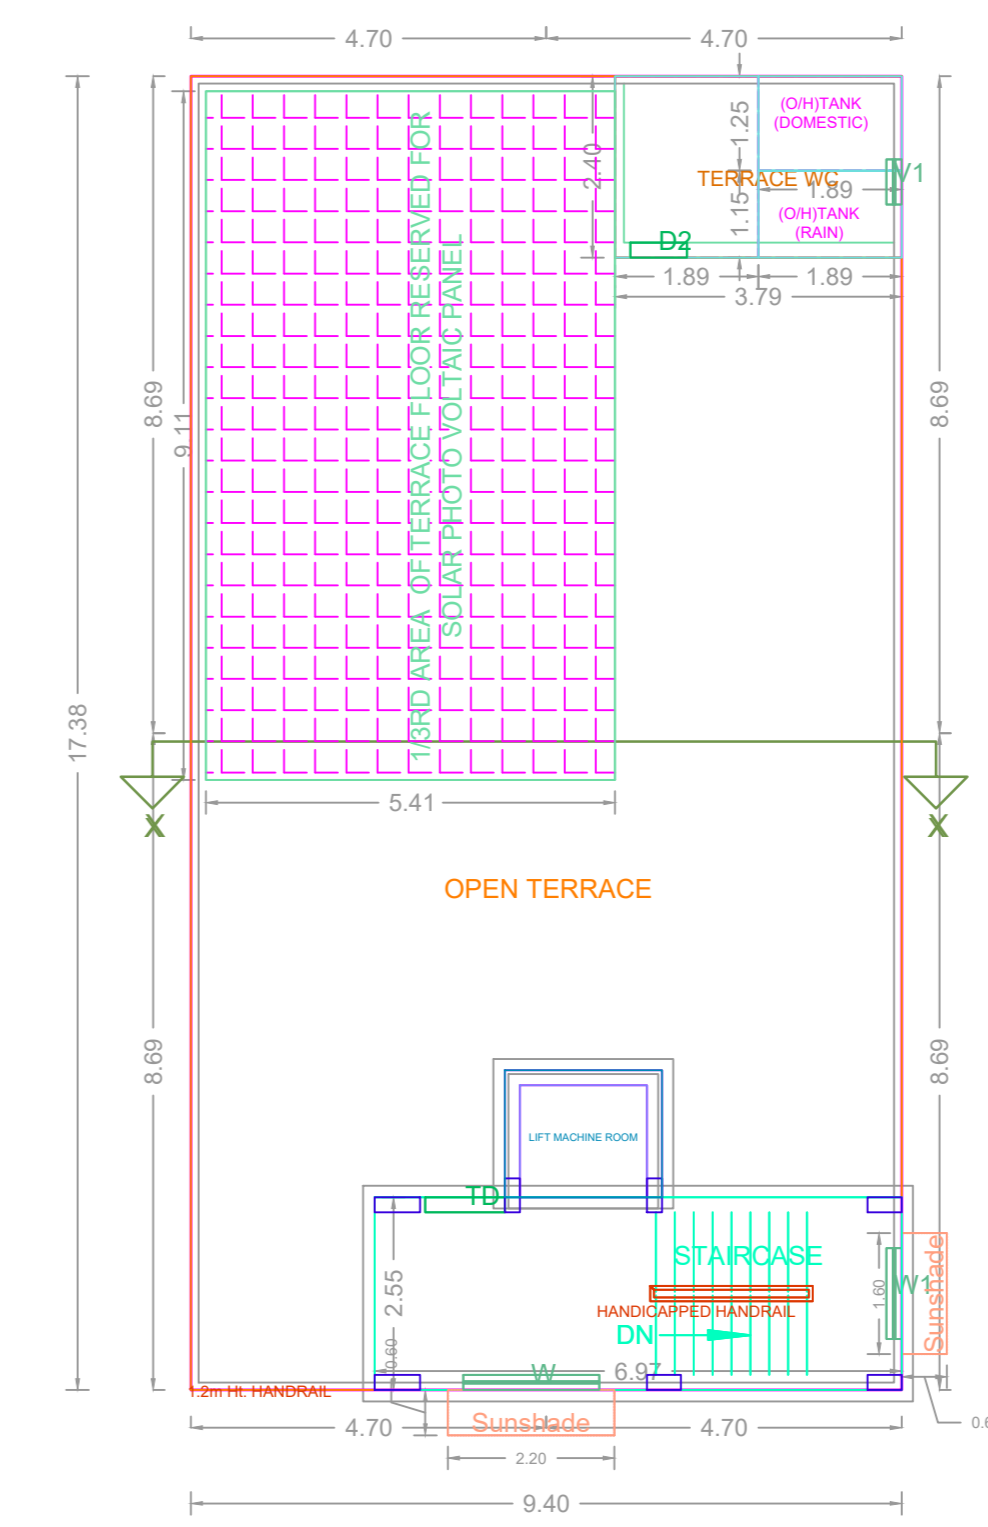 4.70
4.70
(O/H)TANK
(DOMESTIC)
1.25
2.40
TERRACE WC
V1
1.89
1.15
(O/H)TANK
(RAIN)
D2
1.89
1.89
3.79
1/3RD AREA OF TERRACE FLOOR RESERVED FOR
SOLAR PHOTO VOLTAIC PANEL
8.69
9.11
8.69
17.38
5.41
X
X
OPEN TERRACE
8.69
8.69
LIFT MACHINE ROOM
TD
STAIRCASE
Sunshade
W1
1.60
2.55
HANDICAPPED HANDRAIL
DN
0.60
W
6.97
1.2m Ht. HANDRAIL
4.70
Sunshade
4.70
2.20
9.40